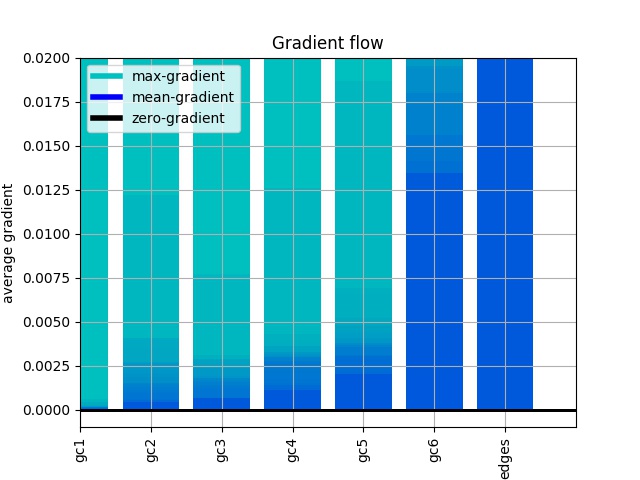 Gradient flow
max-gradient
mean-gradient
zero-gradient
average gradient
0.0200
0.0175
0.0150
0.0125
0.0100
0.0075
0.0050
0.0025
0.0000
gc1
gc2
gc3
gc4
gc5
gc6
edges